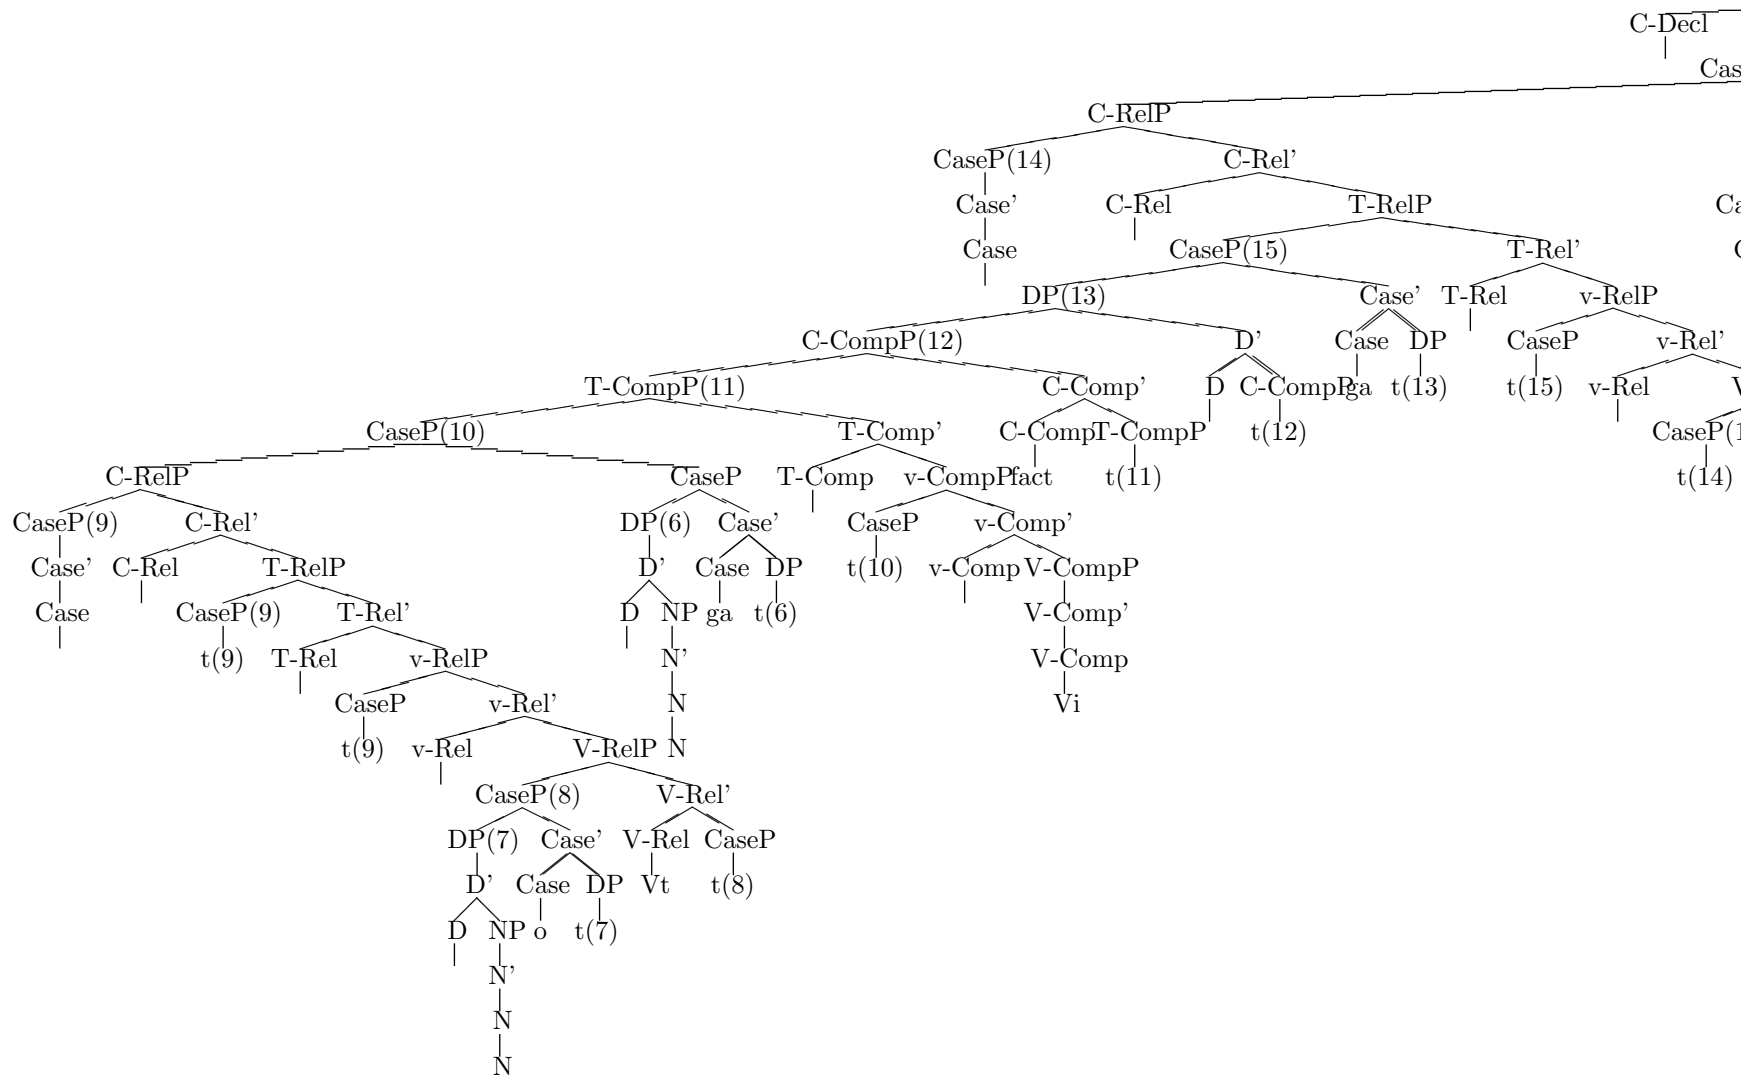 C-Decl
Cas
C-RelP
CaseP(14) C-Rel’
Case’ C-Rel T-RelP Ca
Case CaseP(15) T-Rel’ C
DP(13) Case’ T-Rel v-RelP
C-CompP(12) D’ Case DP CaseP v-Rel’
T-CompP(11) C-Comp’ D C-CompP ga t(13) t(15) v-Rel V
CaseP(10) T-Comp’ C-Comp T-CompP t(12) CaseP(1
C-RelP CaseP T-Comp v-CompP fact t(11) t(14)
CaseP(9) C-Rel’ DP(6) Case’ CaseP v-Comp’
Case’ C-Rel T-RelP D’ Case DP t(10) v-Comp V-CompP
Case CaseP(9) T-Rel’ D NP ga t(6) V-Comp’
t(9) T-Rel v-RelP N’ V-Comp
CaseP v-Rel’ N Vi
t(9) v-Rel V-RelP N
CaseP(8) V-Rel’
DP(7) Case’ V-Rel CaseP
D’ Case DP Vt t(8)
D NP o t(7)
N’
N
N